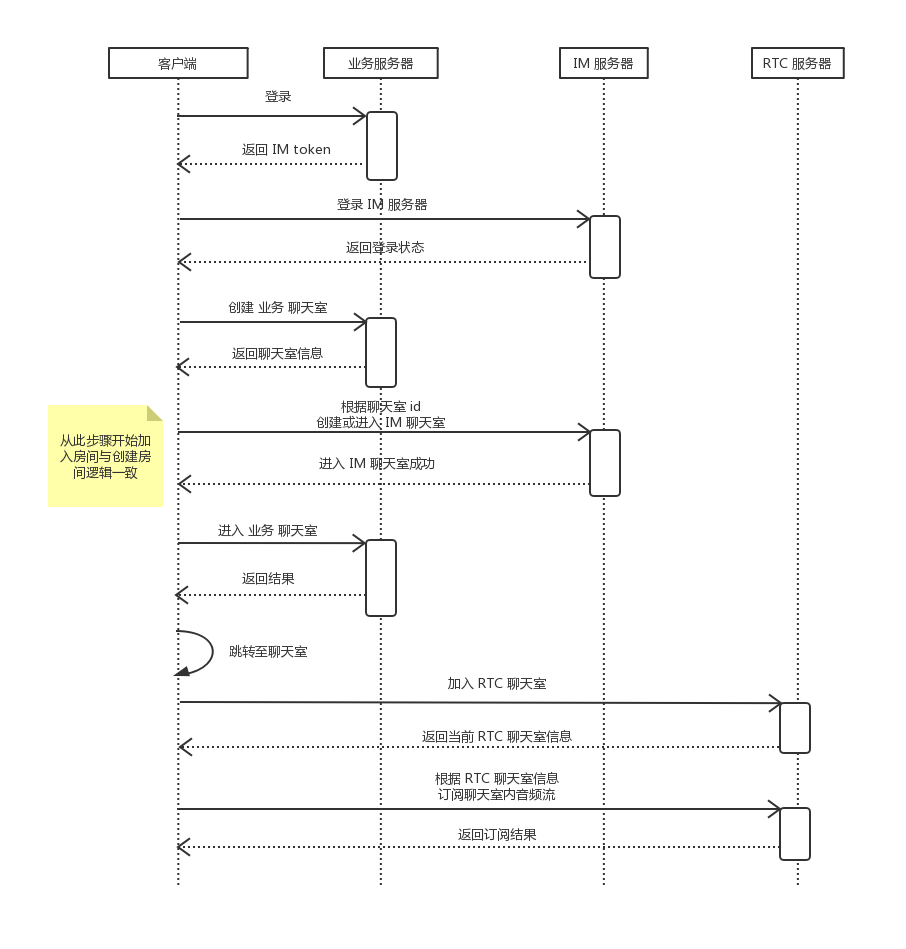 客户端
业务服务器
IM 服务器
RTC 服务器
登录
返回 IM token
登录 IM 服务器
返回登录状态
创建 业务 聊天室
返回聊天室信息
根据聊天室 id
创建或进入 IM 聊天室
从此步骤开始加
入房间与创建房
间逻辑一致
进入 IM 聊天室成功
进入 业务 聊天室
返回结果
跳转至聊天室
加入 RTC 聊天室
返回当前 RTC 聊天室信息
根据 RTC 聊天室信息
订阅聊天室内音频流
返回订阅结果